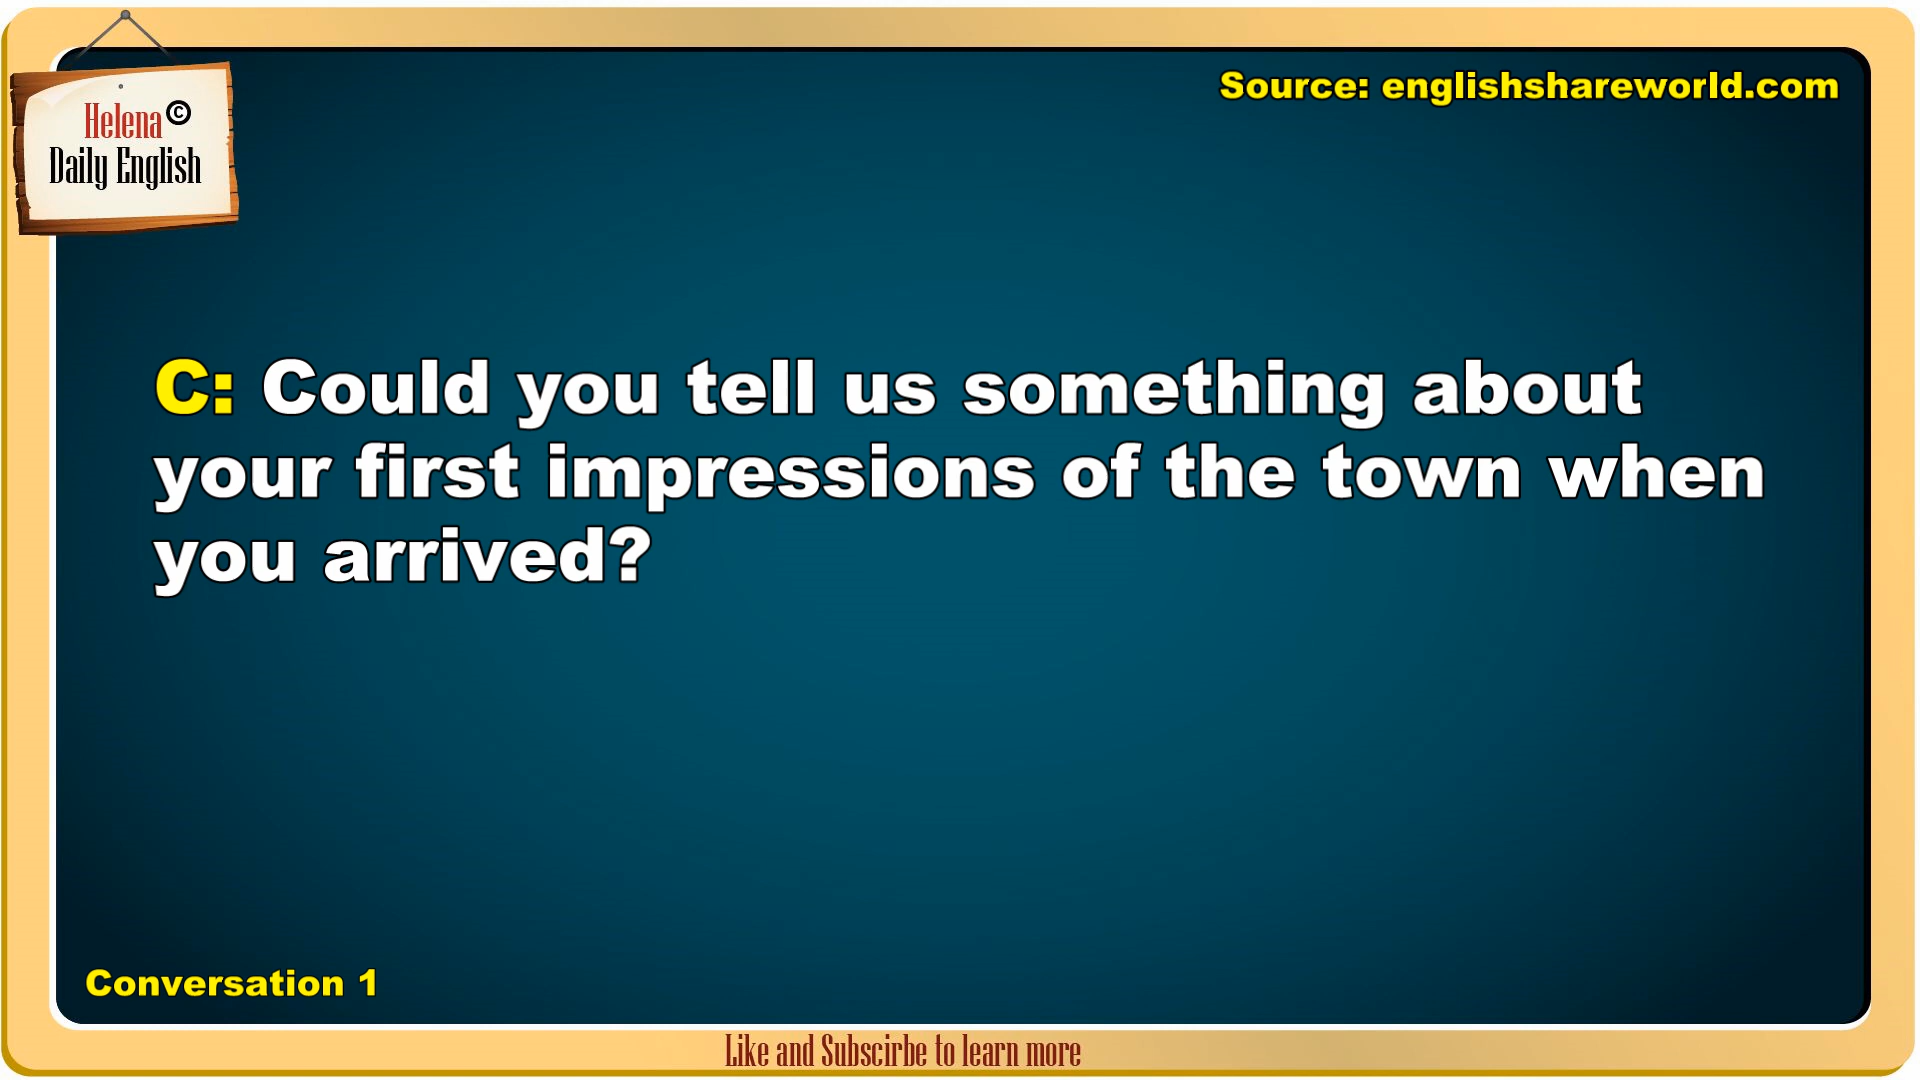 Helena©
Daily English
Source: englishshareworld.com
C: Could you tell us something about
your first impressions of the town when
you arrived?
Conversation 1
Like and Subscirbe to learn more